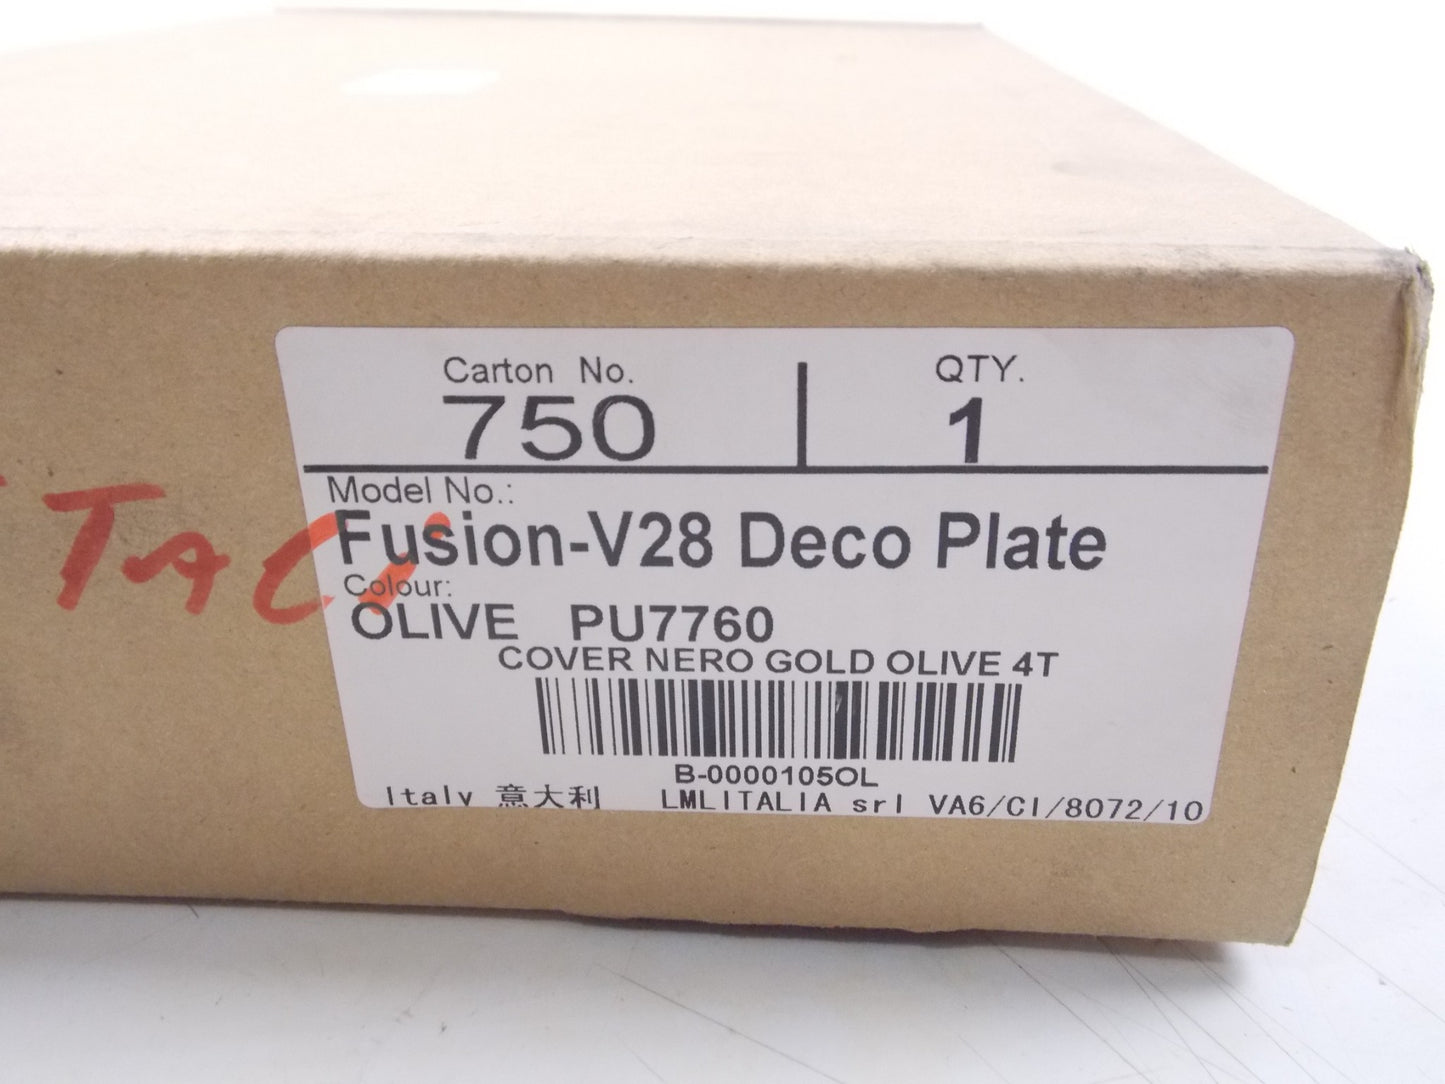 Carton No. QTY.
750 1
Model No.:
Fusion-V28 Deco Plate
Colour:
OLIVE PU7760
COVER NERO GOLD OLIVE 4T
B-0000105OL
Italy 意大利 LMLITALIA srl VA6/CI/8072/10